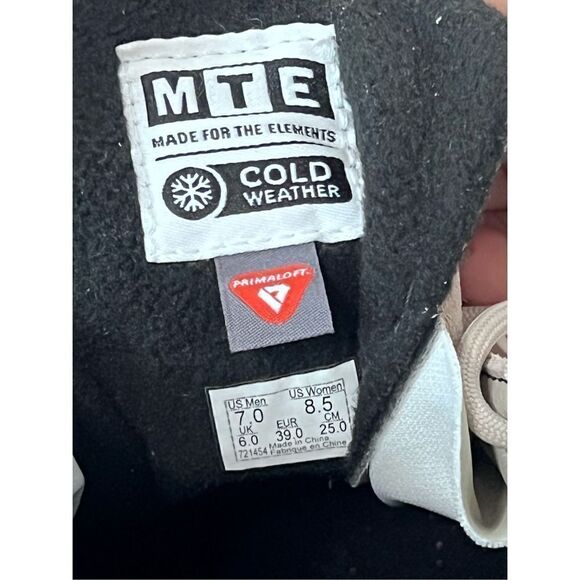 MTE
MADE FOR THE ELEMENTS
COLD
WEATHER
PRIMALOFT
US Men US Women
7.0 8.5
UK EUR CM
6.0 39.0 25.0
Made in China
721454 Fabriqué en Chine